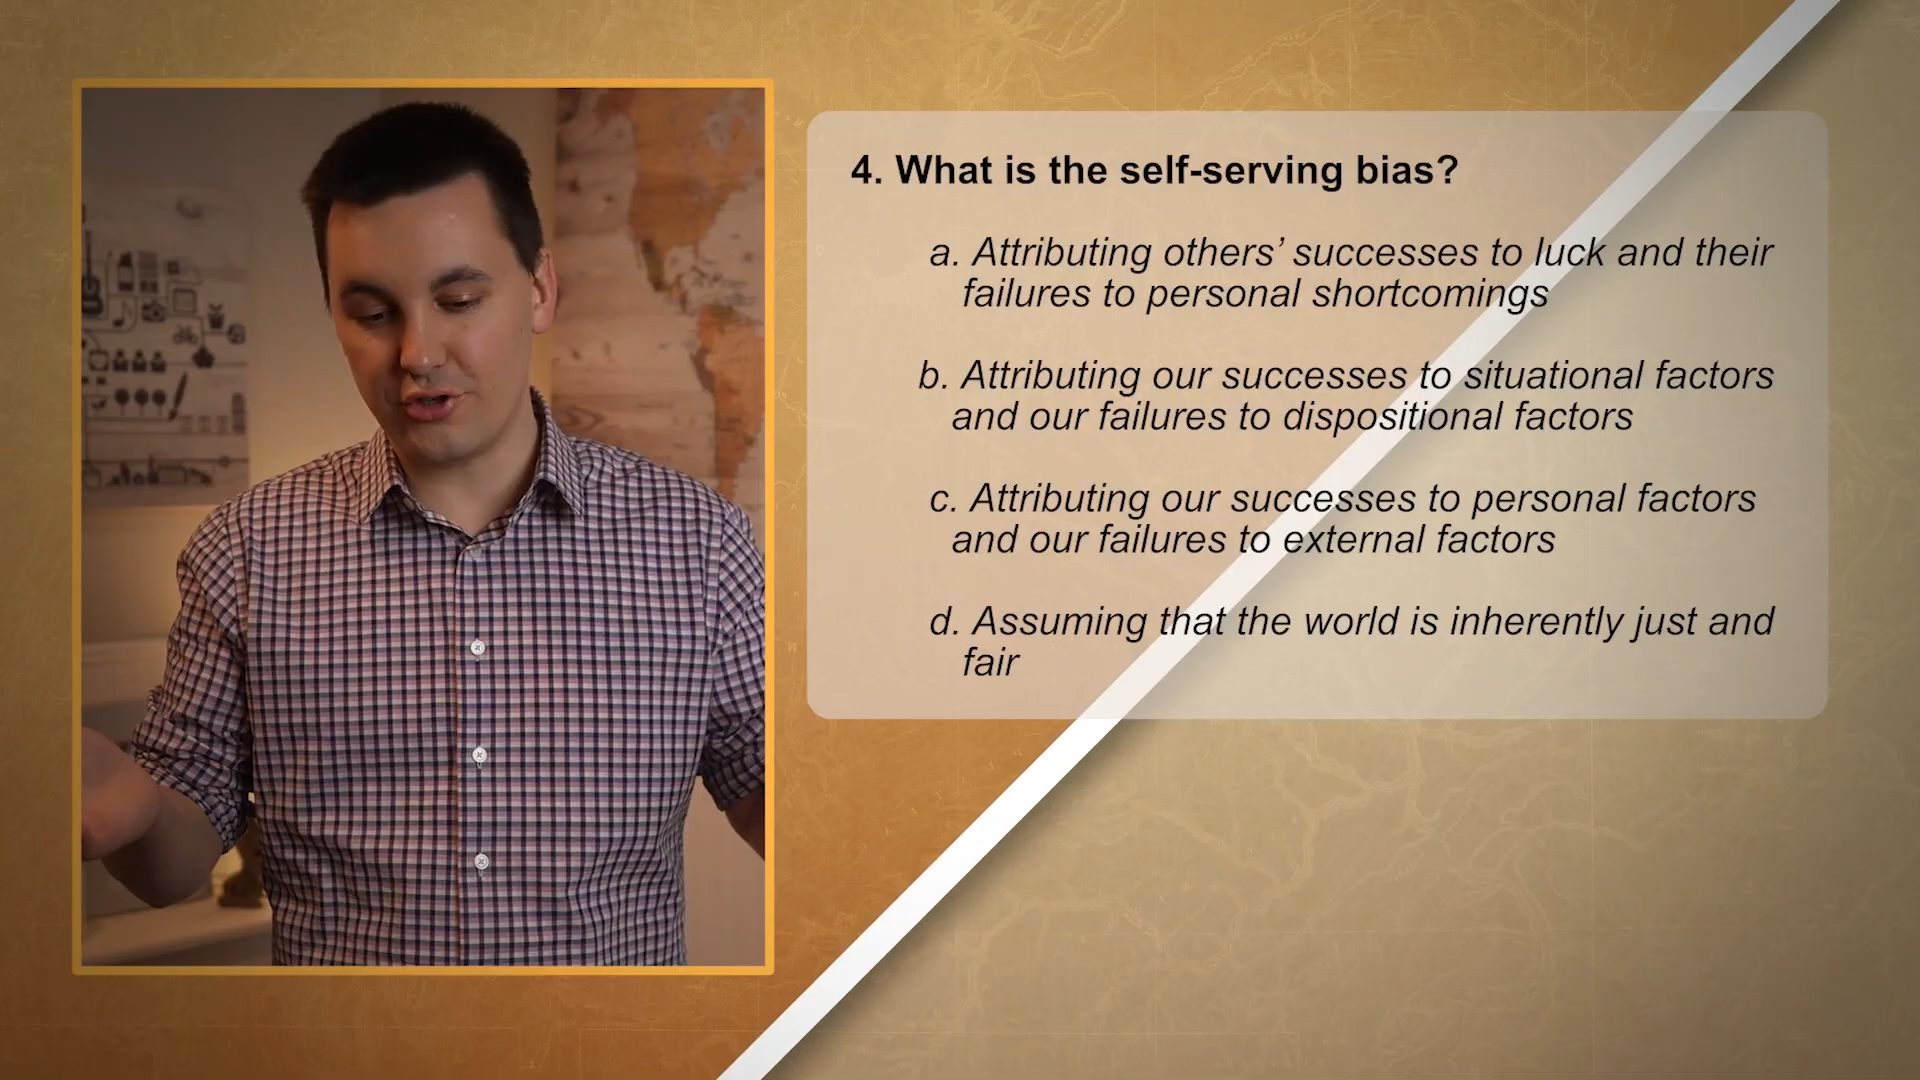 4. What is the self-serving bias?
a. Attributing others’ successes to luck and their
failures to personal shortcomings
b. Attributing our successes to situational factors
and our failures to dispositional factors
c. Attributing our successes to personal factors
and our failures to external factors
d. Assuming that the world is inherently just and
fair